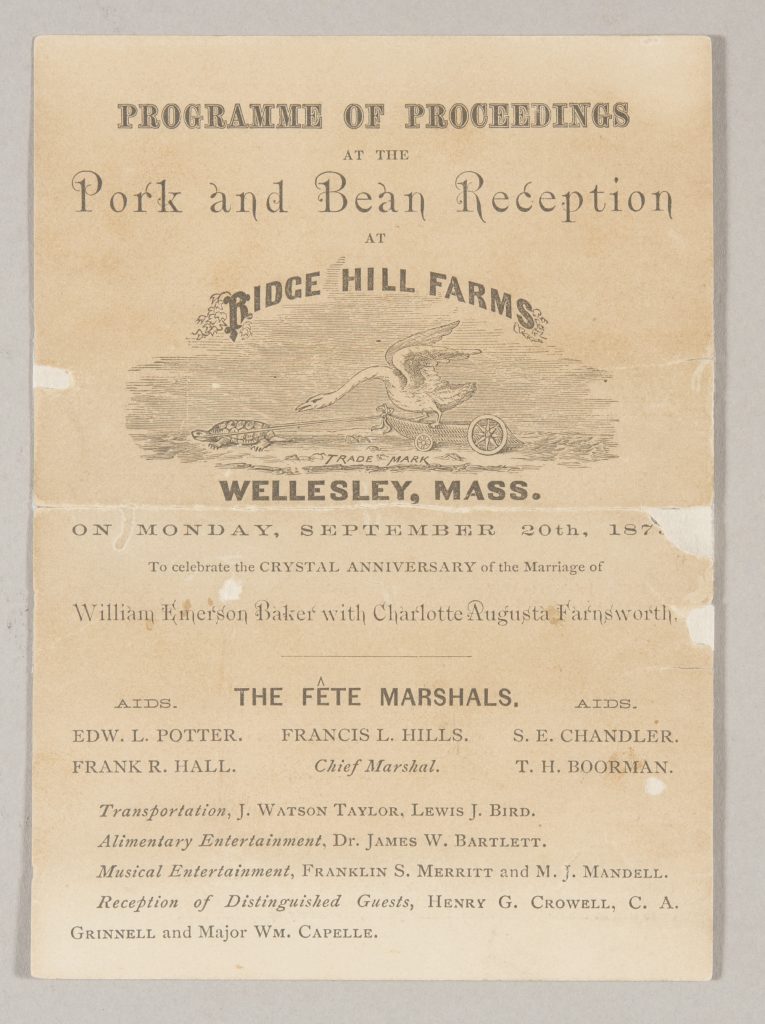 PROGRAMME OF PROCEEDINGS
AT THE
Pork and Bean Reception
AT
RIDGE HILL FARMS
TRADE MARK
WELLESLEY, MASS.
ON MONDAY, SEPTEMBER 20th, 187
To celebrate the CRYSTAL ANNIVERSARY of the Marriage of
William Emerson Baker with Charlotte Augusta Farnsworth.
AIDS. THE FÊTE MARSHALS. AIDS.
EDW. L. POTTER. FRANCIS L. HILLS. S. E. CHANDLER.
FRANK R. HALL. Chief Marshal. T. H. BOORMAN.
Transportation, J. WATSON TAYLOR, LEWIS J. BIRD.
Alimentary Entertainment, DR. JAMES W. BARTLETT.
Musical Entertainment, FRANKLIN S. MERRITT and M. J. MANDELL.
Reception of Distinguished Guests, HENRY G. CROWELL, C. A.
GRINNELL and Major WM. CAPELLE.